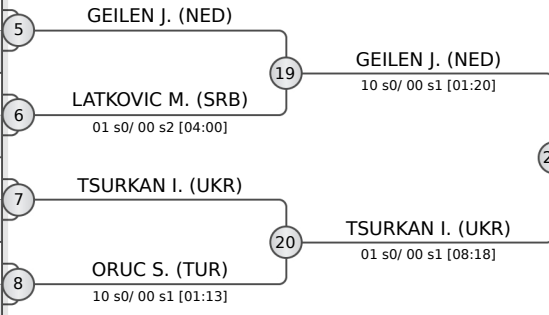 GEILEN J. (NED)
5
19
GEILEN J. (NED)
10 s0/ 00 s1 [01:20]
LATKOVIC M. (SRB)
6
01 s0/ 00 s2 [04:00]
TSURKAN I. (UKR)
7
20
TSURKAN I. (UKR)
01 s0/ 00 s1 [08:18]
ORUC S. (TUR)
8
10 s0/ 00 s1 [01:13]